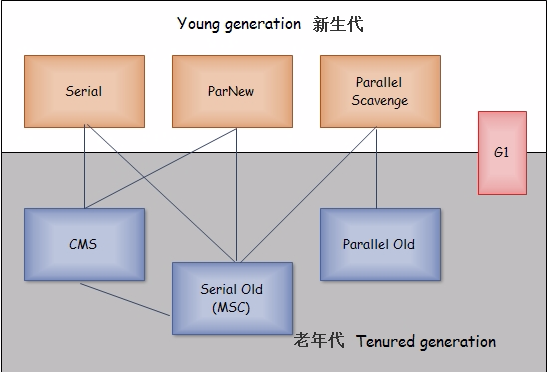 Young generation 新生代
Serial
ParNew
Parallel
Scavenge
G1
CMS
Serial Old
(MSC)
Parallel Old
老年代 Tenured generation